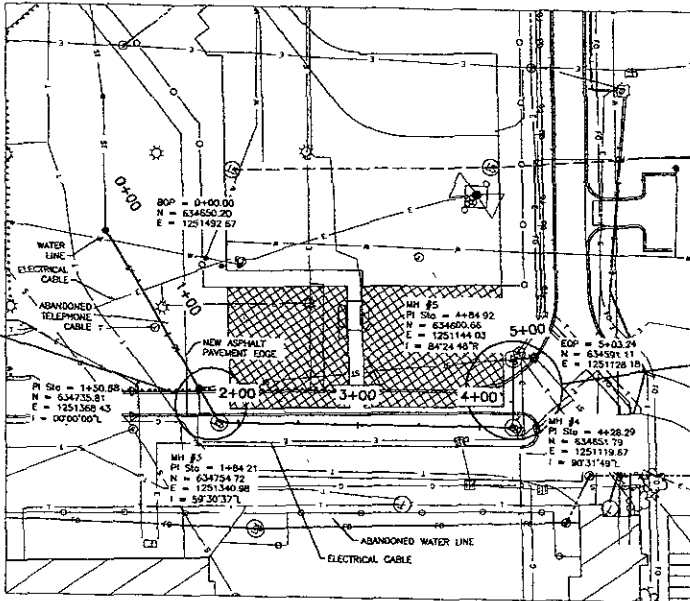 0+00
BOP = 0+00.00
N = 634650.20
E = 1251492.67
WATER
LINE
ELECTRICAL
CABLE
ABANDONED
TELEPHONE
CABLE
1+00
NEW ASPHALT
PAVEMENT EDGE
MH #5
PI Sta = 4+84.92
N = 634600.66
E = 1251144.03
I = 84°24'48"R
5+00
EOP = 5+03.24
N = 634591.11
E = 1251128.18
PI Sta = 1+50.68
N = 634735.81
E = 1251368.43
I = 00°00'00"L
2+00
3+00
4+00
MH #4
PI Sta = 4+28.29
N = 634651.79
E = 1251119.67
I = 90°31'49"L
MH #3
PI Sta = 1+84.21
N = 634754.72
E = 1251340.98
I = 59°30'37"L
ABANDONED WATER LINE
ELECTRICAL CABLE